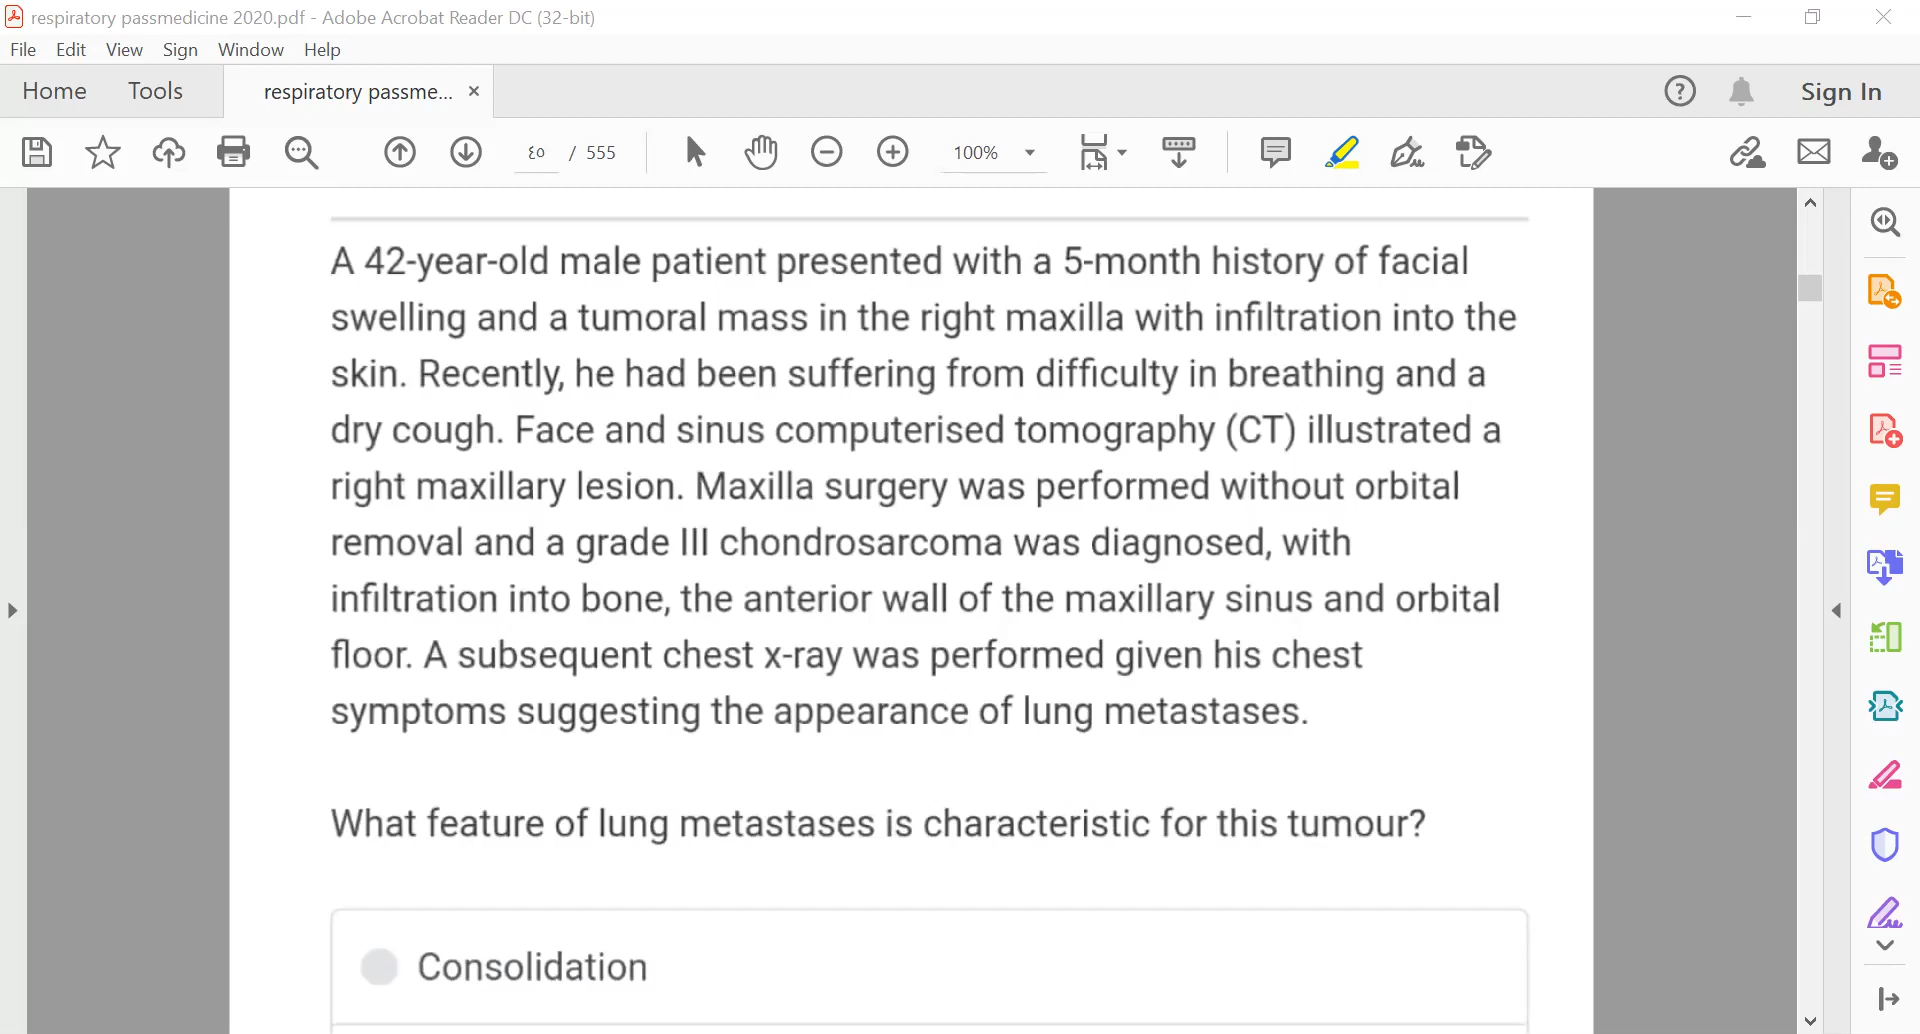 respiratory passmedicine 2020.pdf - Adobe Acrobat Reader DC (32-bit)
File Edit View Sign Window Help
Home Tools respiratory passme... × Sign In
٤٥ / 555 100%
A 42-year-old male patient presented with a 5-month history of facial
swelling and a tumoral mass in the right maxilla with infiltration into the
skin. Recently, he had been suffering from difficulty in breathing and a
dry cough. Face and sinus computerised tomography (CT) illustrated a
right maxillary lesion. Maxilla surgery was performed without orbital
removal and a grade III chondrosarcoma was diagnosed, with
infiltration into bone, the anterior wall of the maxillary sinus and orbital
floor. A subsequent chest x-ray was performed given his chest
symptoms suggesting the appearance of lung metastases.
What feature of lung metastases is characteristic for this tumour?
Consolidation